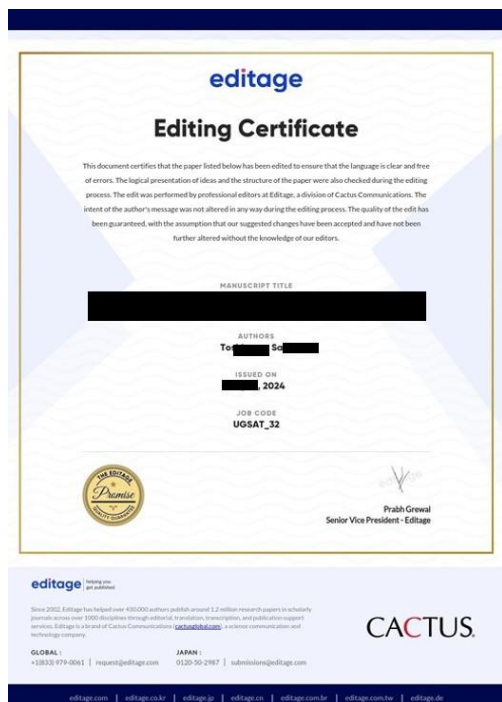 editage
Editing Certificate
This document certifies that the paper listed below has been edited to ensure that the language is clear and free
of errors. The logical presentation of ideas and the structure of the paper were also checked during the editing
process. The edit was performed by professional editors at Editage, a division of Cactus Communications. The
intent of the author's message was not altered in any way during the editing process. The quality of the edit has
been guaranteed, with the assumption that our suggested changes have been accepted and have not been
further altered without the knowledge of our editors.
MANUSCRIPT TITLE
AUTHORS
Sa
ISSUED ON
, 2024
JOB CODE
UGSAT_32
THE EDITAGE
Promise
QUALITY GUARANTEE
Prabh Grewal
Senior Vice President - Editage
editage helping you
get published
Since 2002, Editage has helped over 430,000 authors publish around 1.2 million research papers in scholarly
journals across over 1000 disciplines through editorial, translation, transcription, and publication support
services. Editage is a brand of Cactus Communications (cactusglobal.com), a science communication and
technology company.
CACTUS.
GLOBAL : JAPAN :
+1(833) 979-0061 | request@editage.com 0120-50-2987 | submissions@editage.com
editage.com | editage.co.kr | editage.jp | editage.cn | editage.com.br | editage.com.tw | editage.de